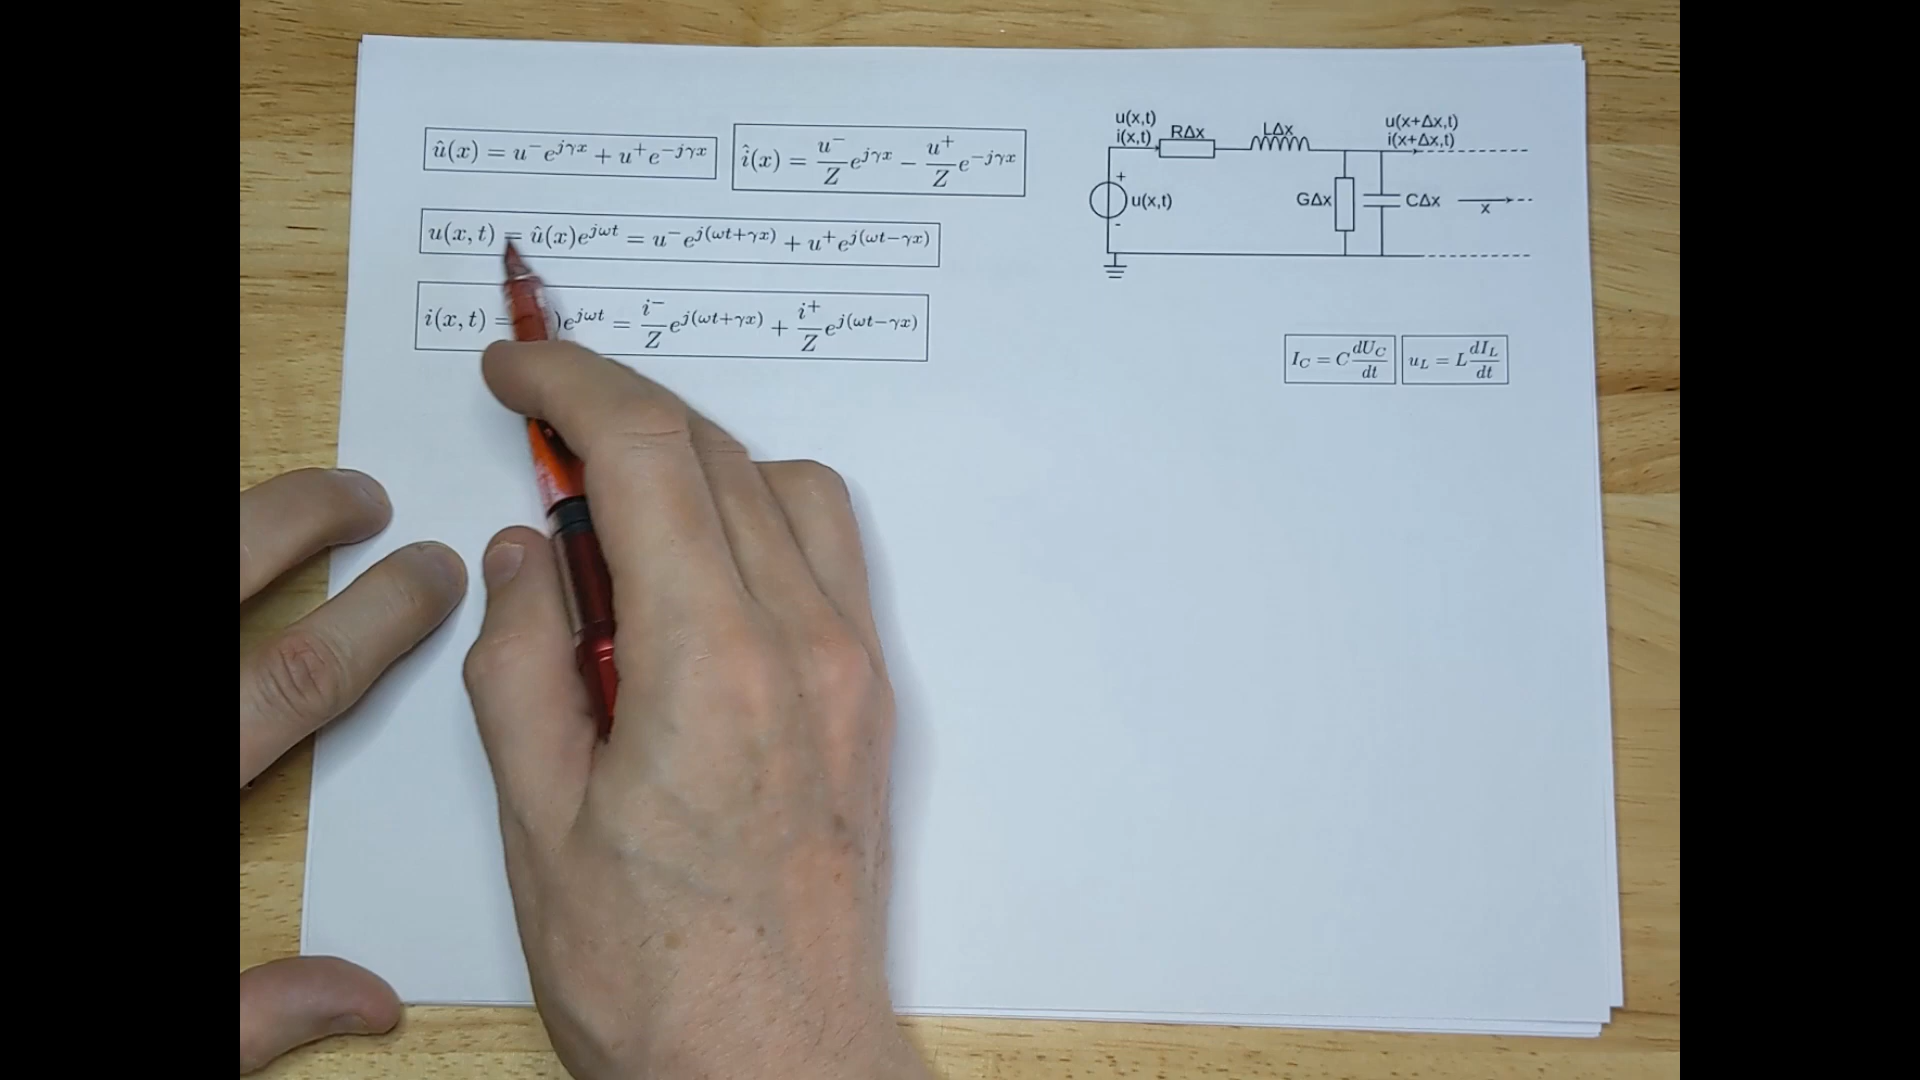 û(x) = u⁻e^{jγx} + u⁺e^{−jγx}
î(x) = u⁻/Z e^{jγx} − u⁺/Z e^{−jγx}
u(x, t) = û(x)e^{jωt} = u⁻e^{j(ωt+γx)} + u⁺e^{j(ωt−γx)}
i(x, t) = )e^{jωt} = i⁻/Z e^{j(ωt+γx)} + i⁺/Z e^{j(ωt−γx)}
u(x,t)
i(x,t)
RΔx
LΔx
u(x+Δx,t)
i(x+Δx,t)
+
u(x,t)
-
GΔx
CΔx
x
I_C = C dU_C/dt
u_L = L dI_L/dt